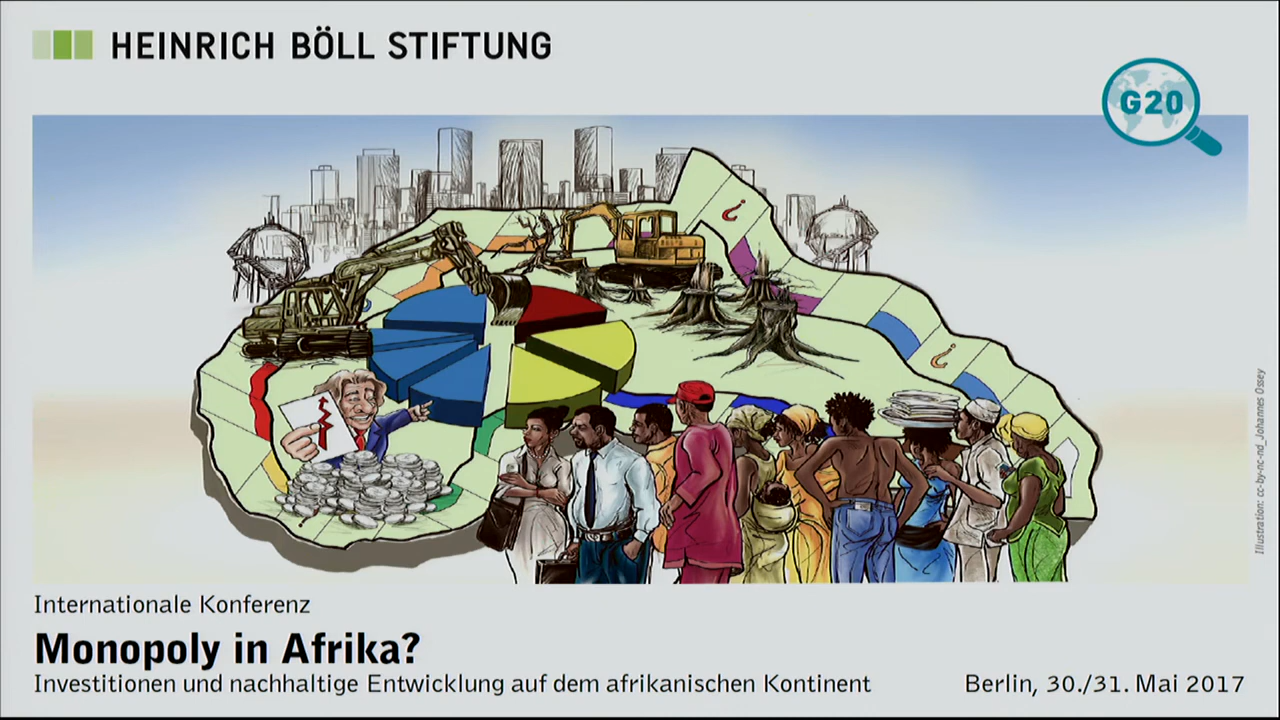 HEINRICH BÖLL STIFTUNG
G20
¿
¿
Illustration: cc-by-nc-nd_Johannes Ossey
Internationale Konferenz
Monopoly in Afrika?
Investitionen und nachhaltige Entwicklung auf dem afrikanischen Kontinent
Berlin, 30./31. Mai 2017